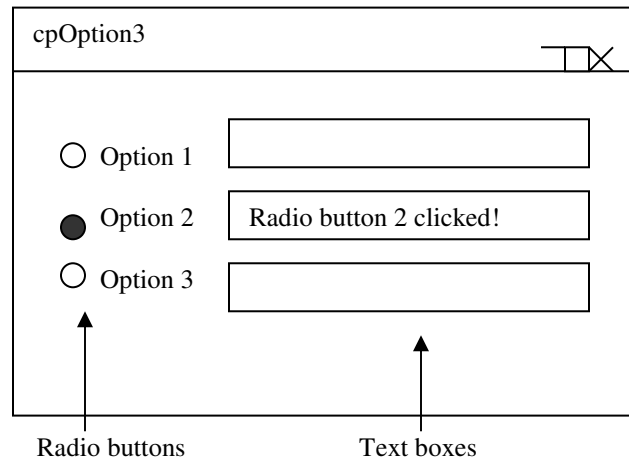 cpOption3
Option 1
Option 2 Radio button 2 clicked!
Option 3
Radio buttons Text boxes